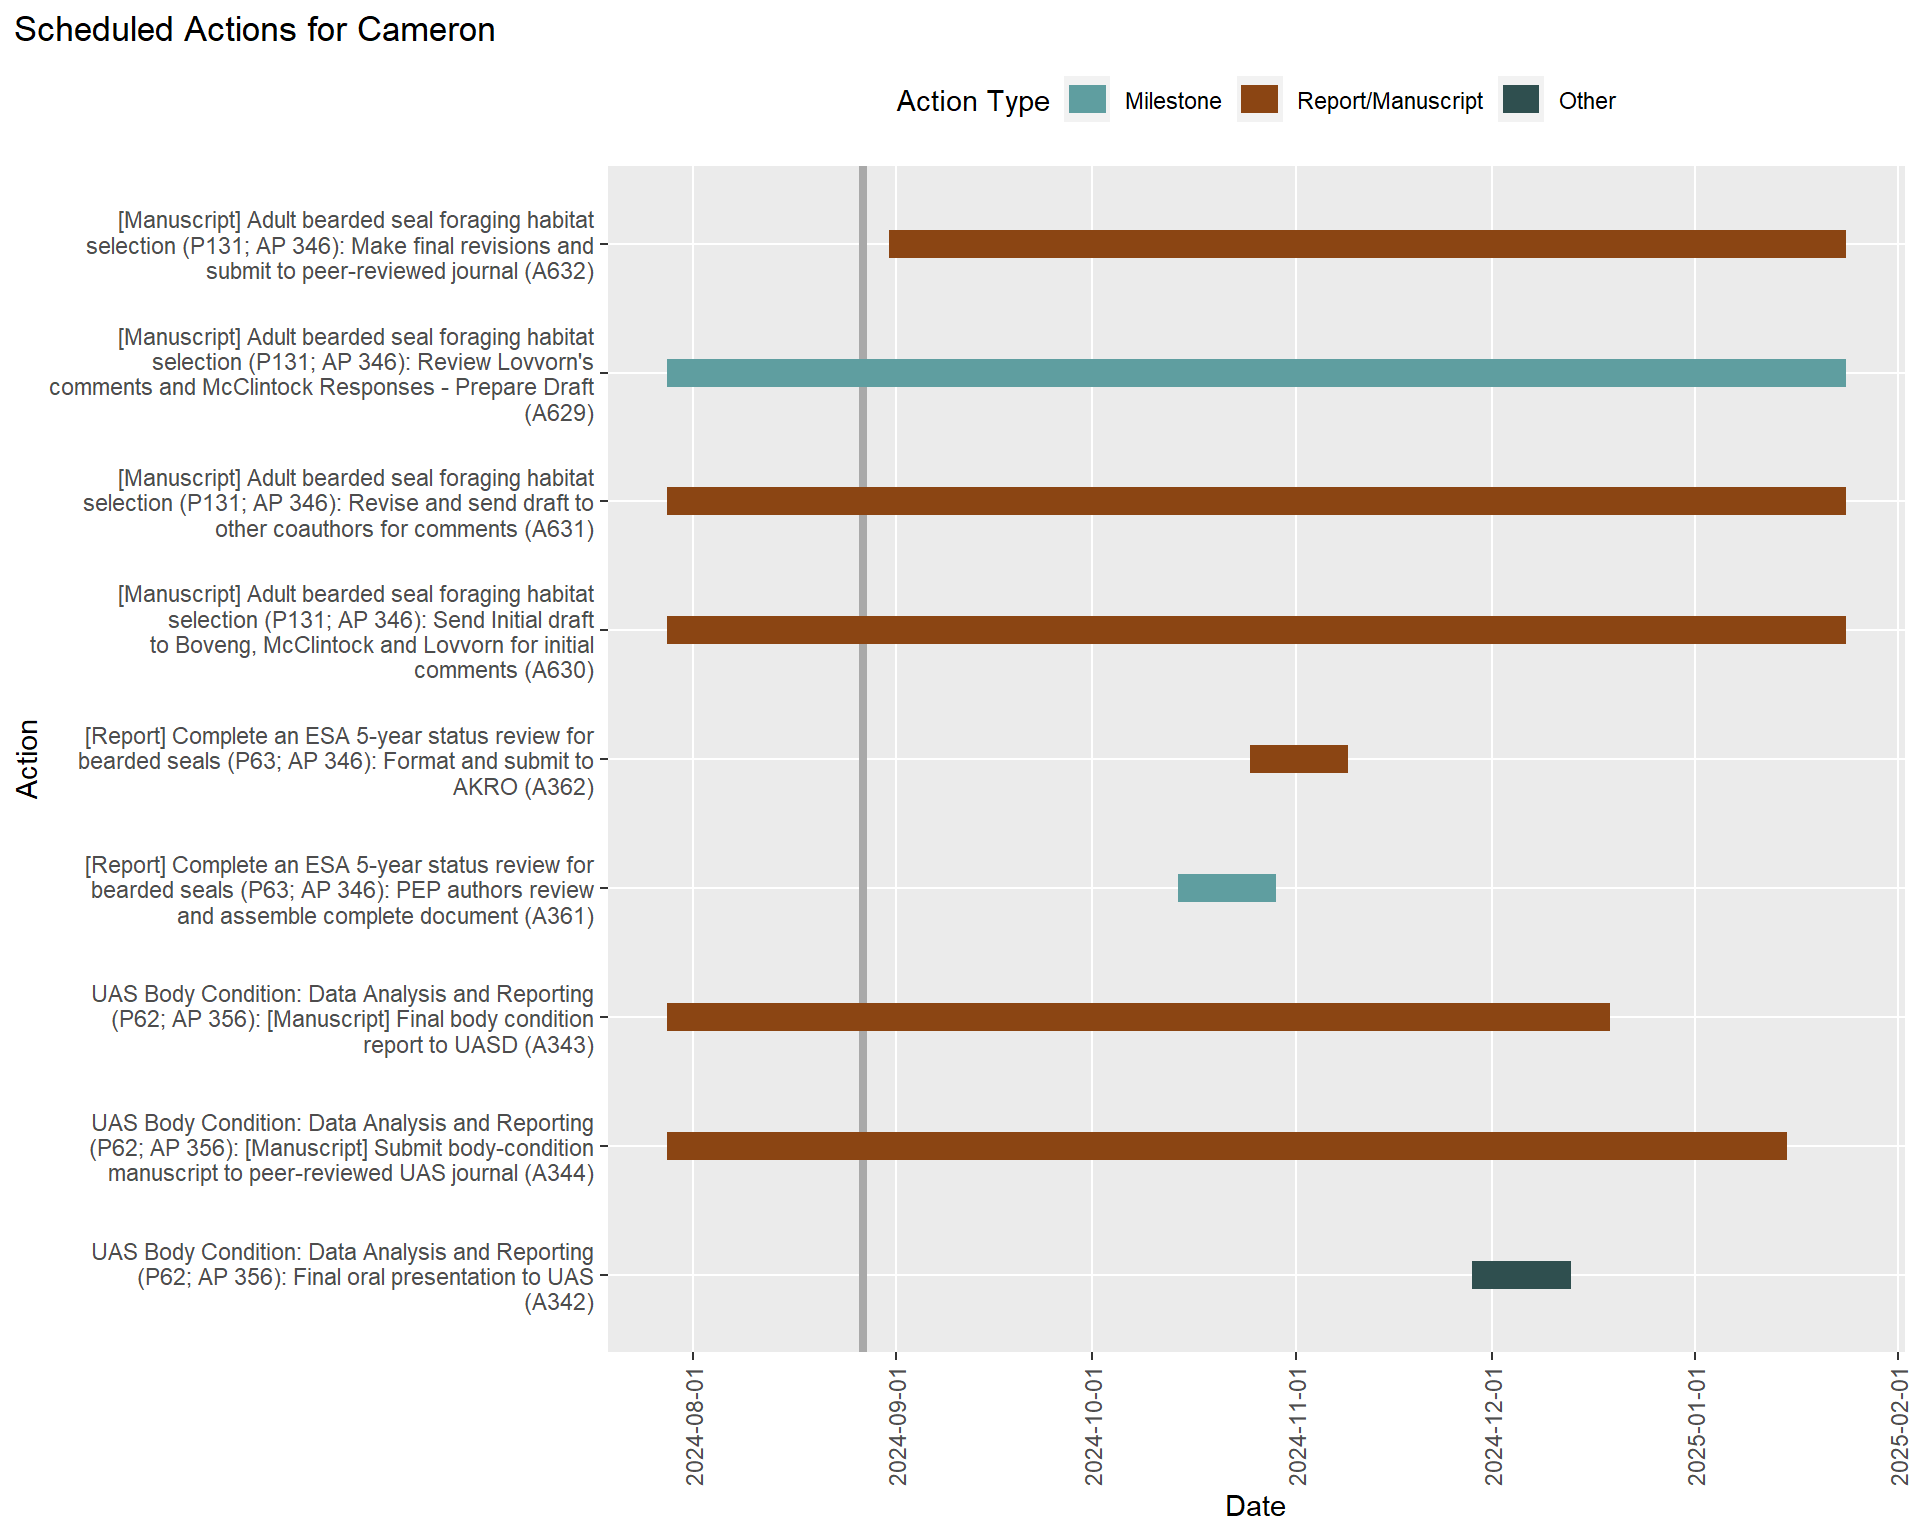 Scheduled Actions for Cameron
Action Type
Milestone
Report/Manuscript
Other
[Manuscript] Adult bearded seal foraging habitat
selection (P131; AP 346): Make final revisions and
submit to peer-reviewed journal (A632)
[Manuscript] Adult bearded seal foraging habitat
selection (P131; AP 346): Review Lovvorn's
comments and McClintock Responses - Prepare Draft
(A629)
[Manuscript] Adult bearded seal foraging habitat
selection (P131; AP 346): Revise and send draft to
other coauthors for comments (A631)
[Manuscript] Adult bearded seal foraging habitat
selection (P131; AP 346): Send Initial draft
to Boveng, McClintock and Lovvorn for initial
comments (A630)
[Report] Complete an ESA 5-year status review for
bearded seals (P63; AP 346): Format and submit to
AKRO (A362)
[Report] Complete an ESA 5-year status review for
bearded seals (P63; AP 346): PEP authors review
and assemble complete document (A361)
UAS Body Condition: Data Analysis and Reporting
(P62; AP 356): [Manuscript] Final body condition
report to UASD (A343)
UAS Body Condition: Data Analysis and Reporting
(P62; AP 356): [Manuscript] Submit body-condition
manuscript to peer-reviewed UAS journal (A344)
UAS Body Condition: Data Analysis and Reporting
(P62; AP 356): Final oral presentation to UAS
(A342)
Action
2024-08-01
2024-09-01
2024-10-01
2024-11-01
2024-12-01
2025-01-01
2025-02-01
Date